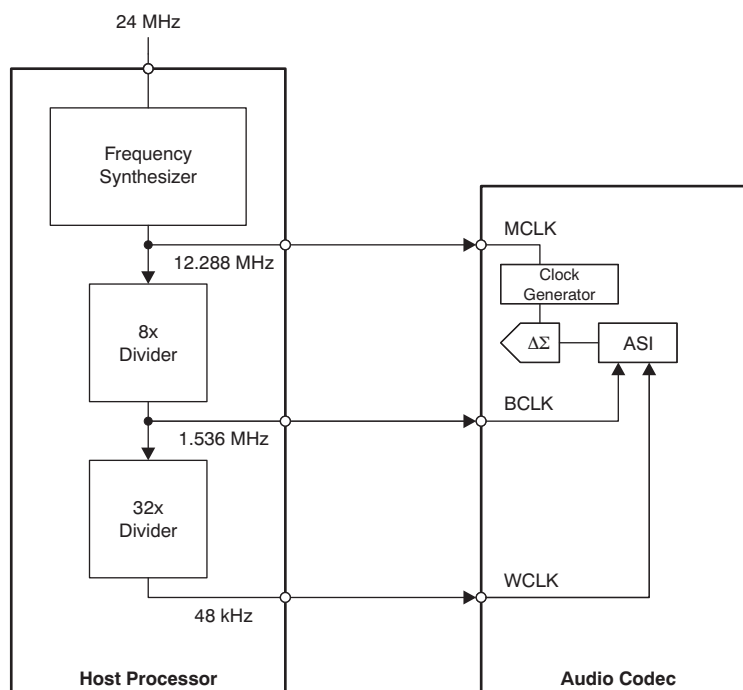 24 MHz
Frequency
Synthesizer
12.288 MHz
8x
Divider
1.536 MHz
32x
Divider
48 kHz
Host Processor
MCLK
Clock
Generator
ΔΣ
ASI
BCLK
WCLK
Audio Codec